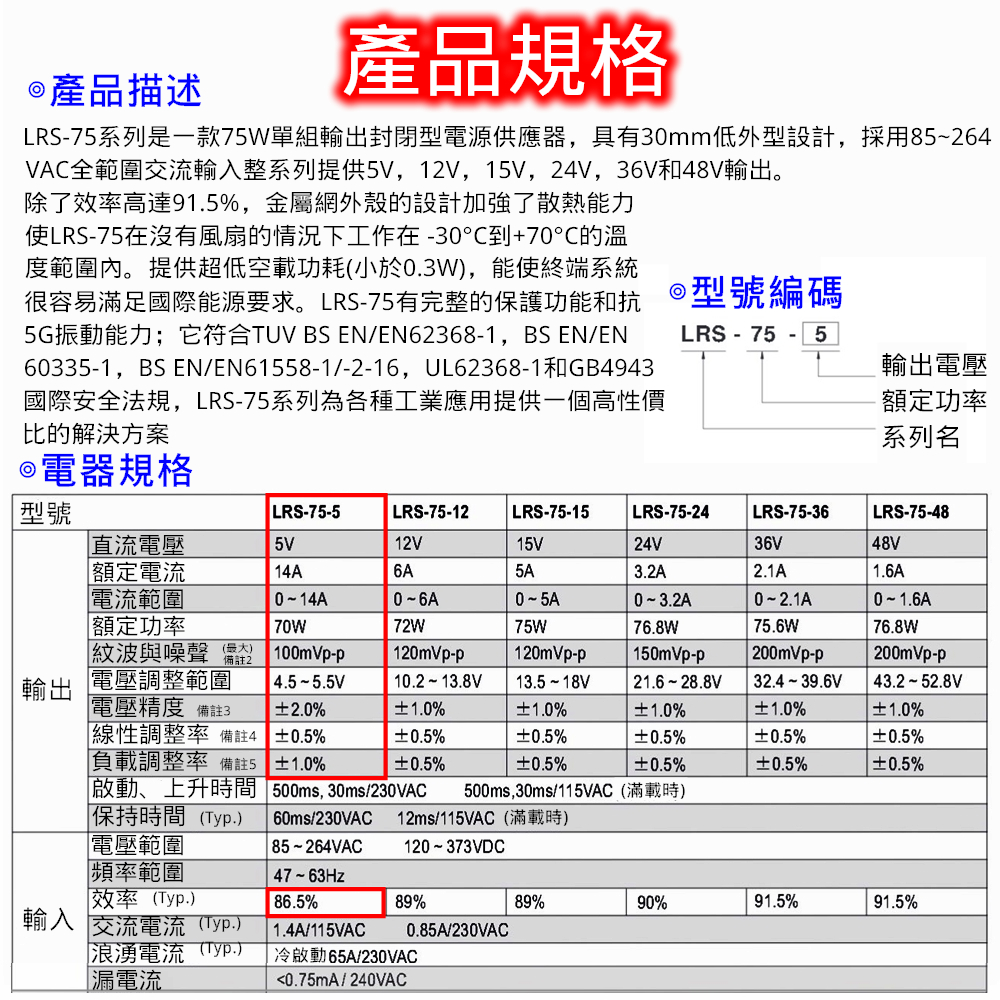 產品規格
◎產品描述
LRS-75系列是一款75W單組輸出封閉型電源供應器，具有30mm低外型設計，採用85~264
VAC全範圍交流輸入整系列提供5V，12V，15V，24V，36V和48V輸出。
除了效率高達91.5%，金屬網外殼的設計加強了散熱能力
使LRS-75在沒有風扇的情況下工作在 -30°C到+70°C的溫
度範圍內。提供超低空載功耗(小於0.3W)，能使終端系統
很容易滿足國際能源要求。LRS-75有完整的保護功能和抗
5G振動能力；它符合TUV BS EN/EN62368-1，BS EN/EN
60335-1，BS EN/EN61558-1/-2-16，UL62368-1和GB4943
國際安全法規，LRS-75系列為各種工業應用提供一個高性價
比的解決方案
◎型號編碼
LRS - 75 - 5
輸出電壓
額定功率
系列名
◎電器規格
型號 LRS-75-5 LRS-75-12 LRS-75-15 LRS-75-24 LRS-75-36 LRS-75-48
輸出
直流電壓 5V 12V 15V 24V 36V 48V
額定電流 14A 6A 5A 3.2A 2.1A 1.6A
電流範圍 0~14A 0~6A 0~5A 0~3.2A 0~2.1A 0~1.6A
額定功率 70W 72W 75W 76.8W 75.6W 76.8W
紋波與噪聲 (最大) 備註2 100mVp-p 120mVp-p 120mVp-p 150mVp-p 200mVp-p 200mVp-p
電壓調整範圍 4.5~5.5V 10.2~13.8V 13.5~18V 21.6~28.8V 32.4~39.6V 43.2~52.8V
電壓精度 備註3 ±2.0% ±1.0% ±1.0% ±1.0% ±1.0% ±1.0%
線性調整率 備註4 ±0.5% ±0.5% ±0.5% ±0.5% ±0.5% ±0.5%
負載調整率 備註5 ±1.0% ±0.5% ±0.5% ±0.5% ±0.5% ±0.5%
啟動、上升時間 500ms, 30ms/230VAC 500ms,30ms/115VAC (滿載時)
保持時間 (Typ.) 60ms/230VAC 12ms/115VAC (滿載時)
輸入
電壓範圍 85~264VAC 120~373VDC
頻率範圍 47~63Hz
效率 (Typ.) 86.5% 89% 89% 90% 91.5% 91.5%
交流電流 (Typ.) 1.4A/115VAC 0.85A/230VAC
浪湧電流 (Typ.) 冷啟動65A/230VAC
漏電流 <0.75mA / 240VAC